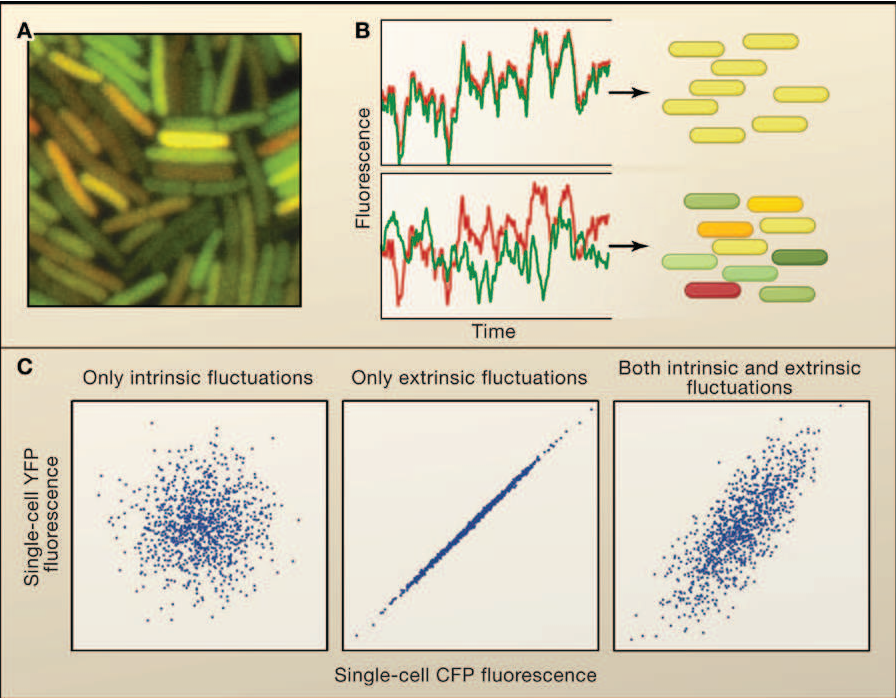 A
B
Fluorescence
Time
C
Only intrinsic fluctuations
Only extrinsic fluctuations
Both intrinsic and extrinsic
fluctuations
Single-cell YFP
fluorescence
Single-cell CFP fluorescence